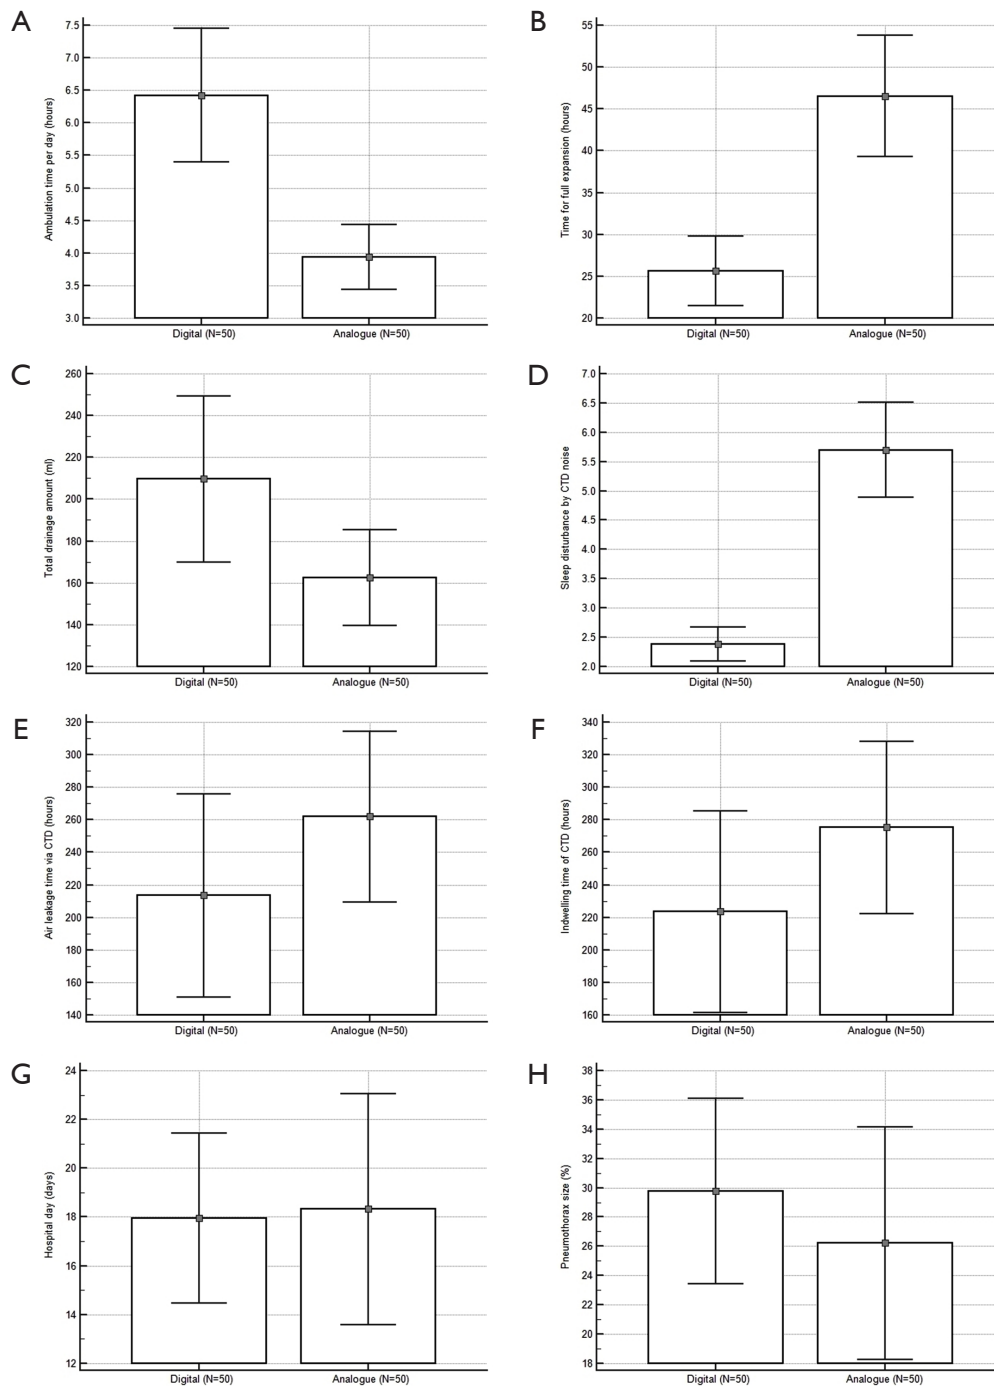 A
Ambulation time per day (hours)
7.5
7.0
6.5
6.0
5.5
5.0
4.5
4.0
3.5
3.0
Digital (N=50)
Analogue (N=50)
B
Time for full expansion (hours)
55
50
45
40
35
30
25
20
Digital (N=50)
Analogue (N=50)
C
Total drainage amount (ml)
260
240
220
200
180
160
140
120
Digital (N=50)
Analogue (N=50)
D
Sleep disturbance by CTD noise
7.0
6.5
6.0
5.5
5.0
4.5
4.0
3.5
3.0
2.5
2.0
Digital (N=50)
Analogue (N=50)
E
Air leakage time via CTD (hours)
320
300
280
260
240
220
200
180
160
140
Digital (N=50)
Analogue (N=50)
F
Indwelling time of CTD (hours)
340
320
300
280
260
240
220
200
180
160
Digital (N=50)
Analogue (N=50)
G
Hospital day (days)
24
22
20
18
16
14
12
Digital (N=50)
Analogue (N=50)
H
Pneumothorax size (%)
38
36
34
32
30
28
26
24
22
20
18
Digital (N=50)
Analogue (N=50)